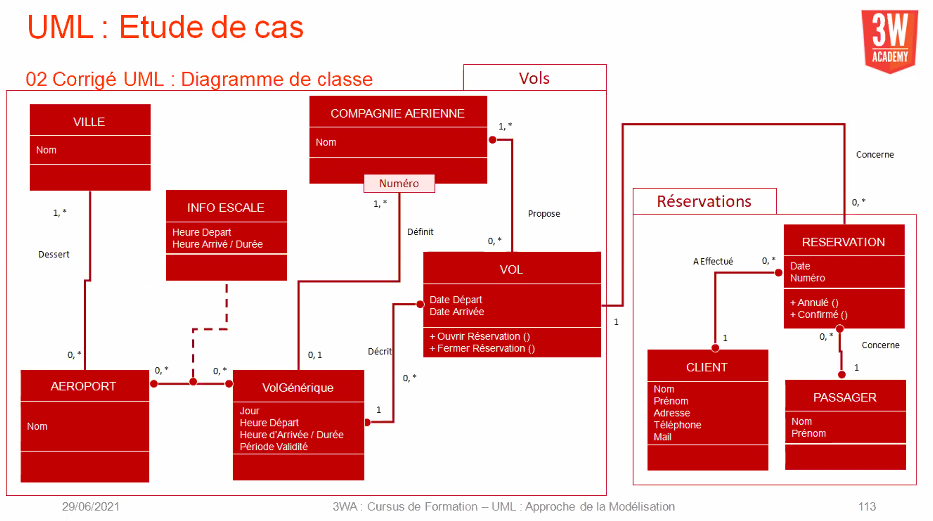 UML : Etude de cas
3W
ACADEMY
02 Corrigé UML : Diagramme de classe
Vols
VILLE
Nom
COMPAGNIE AERIENNE
Nom
Numéro
1, *
1, *
1, *
INFO ESCALE
Heure Depart
Heure Arrivé / Durée
Définit
Propose
Dessert
0, *
VOL
Date Départ
Date Arrivée
+ Ouvrir Réservation ()
+ Fermer Réservation ()
1
Décrit
0, *
0, 1
0, *
AEROPORT
Nom
0, *
0, *
VolGénérique
Jour
Heure Départ
Heure d'Arrivée / Durée
Période Validité
1
Concerne
0, *
Réservations
RESERVATION
Date
Numéro
+ Annulé ()
+ Confirmé ()
A Effectué
0, *
1
0, *
Concerne
1
CLIENT
Nom
Prénom
Adresse
Téléphone
Mail
PASSAGER
Nom
Prénom
29/06/2021
3WA : Cursus de Formation – UML : Approche de la Modélisation
113